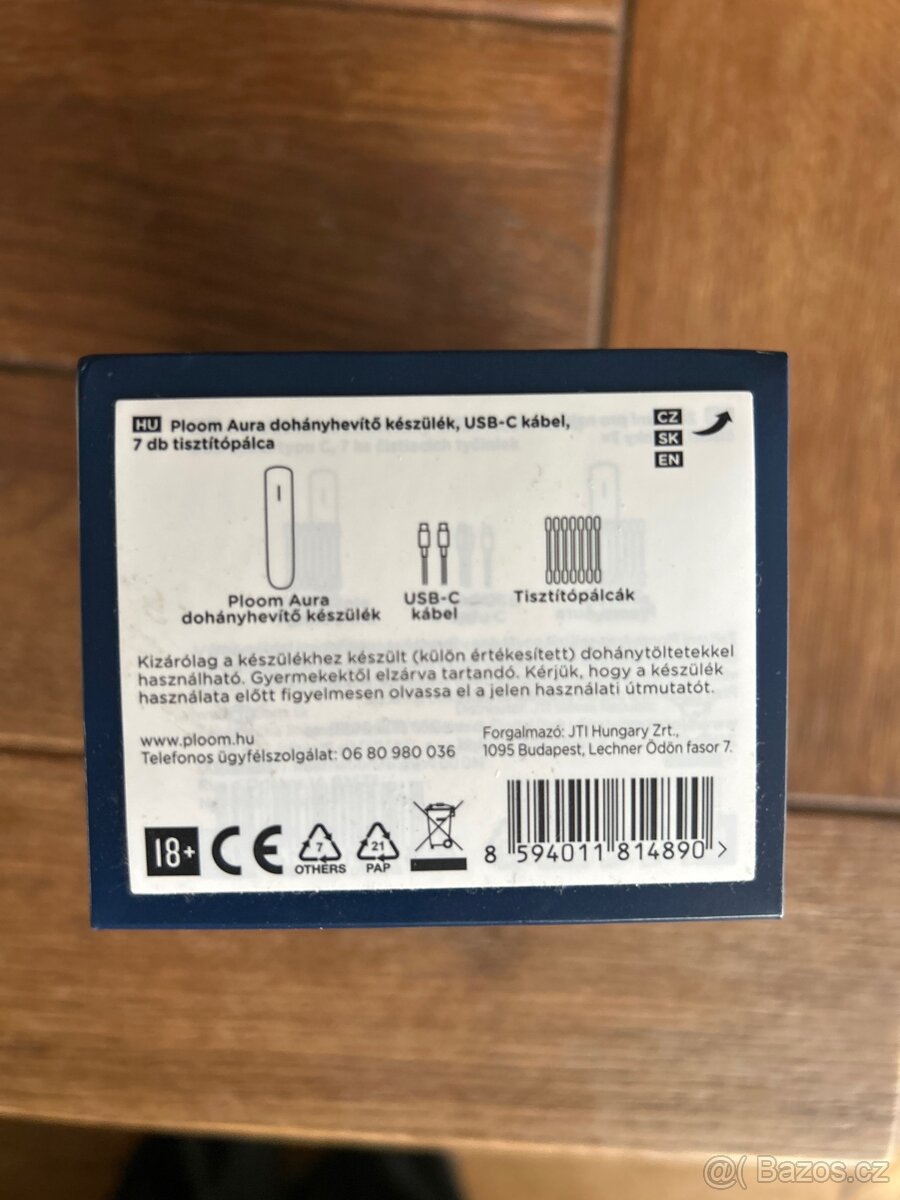 HU Ploom Aura dohányhevítő készülék, USB-C kábel,
7 db tisztítópálca
CZ
SK
EN
Ploom Aura
dohányhevítő készülék
USB-C
kábel
Tisztítópálcák
Kizárólag a készülékhez készült (külön értékesített) dohánytöltetekkel
használható. Gyermekektől elzárva tartandó. Kérjük, hogy a készülék
használata előtt figyelmesen olvassa el a jelen használati útmutatót.
www.ploom.hu
Telefonos ügyfélszolgálat: 06 80 980 036
Forgalmazó: JTI Hungary Zrt.,
1095 Budapest, Lechner Ödön fasor 7.
18+ CE
7
OTHERS
21
PAP
8 594011 814890 >
@( Bazos.cz